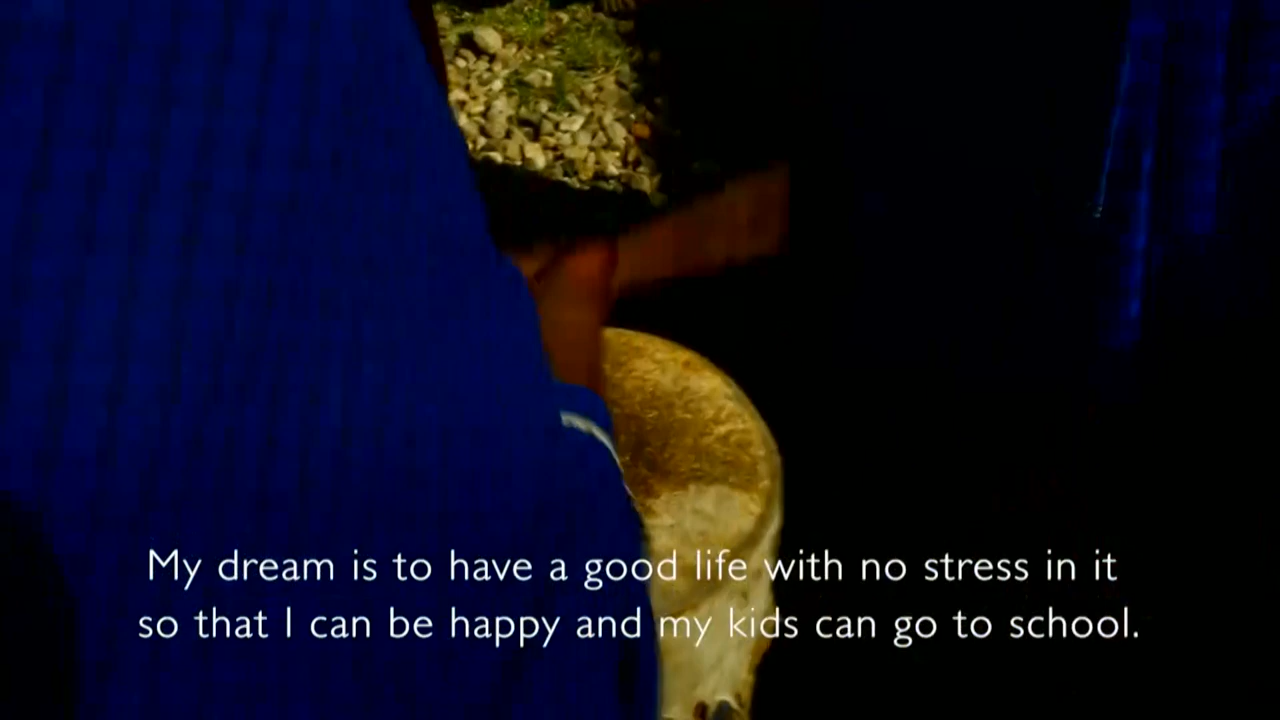 My dream is to have a good life with no stress in it
so that I can be happy and my kids can go to school.